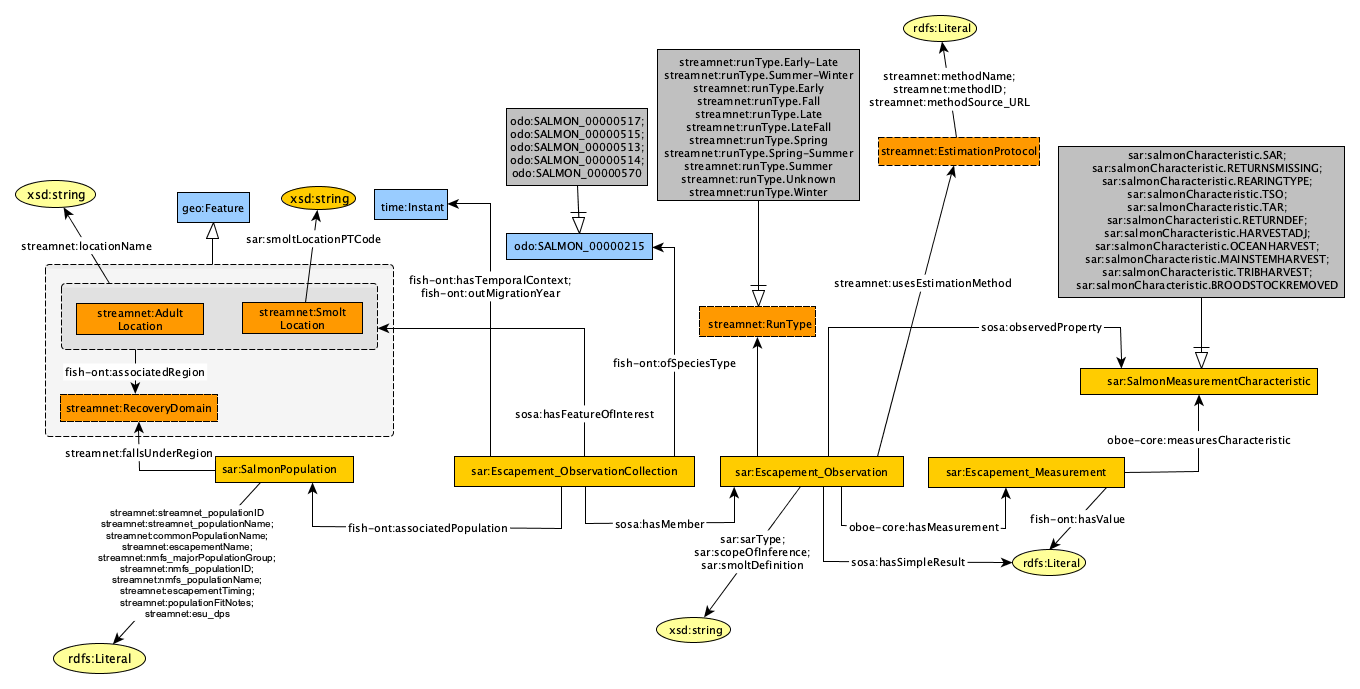 rdfs:Literal
streamnet:methodName;
streamnet:methodID;
streamnet:methodSource_URL
streamnet:EstimationProtocol
streamnet:runType.Early-Late
streamnet:runType.Summer-Winter
streamnet:runType.Early
streamnet:runType.Fall
streamnet:runType.Late
streamnet:runType.LateFall
streamnet:runType.Spring
streamnet:runType.Spring-Summer
streamnet:runType.Summer
streamnet:runType.Unknown
streamnet:runType.Winter
odo:SALMON_00000517;
odo:SALMON_00000515;
odo:SALMON_00000513;
odo:SALMON_00000514;
odo:SALMON_00000570
sar:salmonCharacteristic.SAR;
sar:salmonCharacteristic.RETURNSMISSING;
sar:salmonCharacteristic.REARINGTYPE;
sar:salmonCharacteristic.TSO;
sar:salmonCharacteristic.TAR;
sar:salmonCharacteristic.RETURNDEF;
sar:salmonCharacteristic.HARVESTADJ;
sar:salmonCharacteristic.OCEANHARVEST;
sar:salmonCharacteristic.MAINSTEMHARVEST;
sar:salmonCharacteristic.TRIBHARVEST;
sar:salmonCharacteristic.BROODSTOCKREMOVED
xsd:string
geo:Feature
xsd:string
time:Instant
streamnet:locationName
sar:smoltLocationPTCode
odo:SALMON_00000215
fish-ont:hasTemporalContext;
fish-ont:outMigrationYear
streamnet:usesEstimationMethod
streamnet:Adult
Location
streamnet:Smolt
Location
streamnet:RunType
sosa:observedProperty
fish-ont:associatedRegion
fish-ont:ofSpeciesType
sar:SalmonMeasurementCharacteristic
streamnet:RecoveryDomain
sosa:hasFeatureOfInterest
oboe-core:measuresCharacteristic
streamnet:fallsUnderRegion
sar:SalmonPopulation
sar:Escapement_ObservationCollection
sar:Escapement_Observation
sar:Escapement_Measurement
streamnet:streamnet_populationID
streamnet:streamnet_populationName;
streamnet:commonPopulationName;
streamnet:escapementName;
streamnet:nmfs_majorPopulationGroup;
streamnet:nmfs_populationID;
streamnet:nmfs_populationName;
streamnet:escapementTiming;
streamnet:populationFitNotes;
streamnet:esu_dps
fish-ont:associatedPopulation
sosa:hasMember
oboe-core:hasMeasurement
fish-ont:hasValue
sar:sarType;
sar:scopeOfInference;
sar:smoltDefinition
sosa:hasSimpleResult
rdfs:Literal
xsd:string
rdfs:Literal